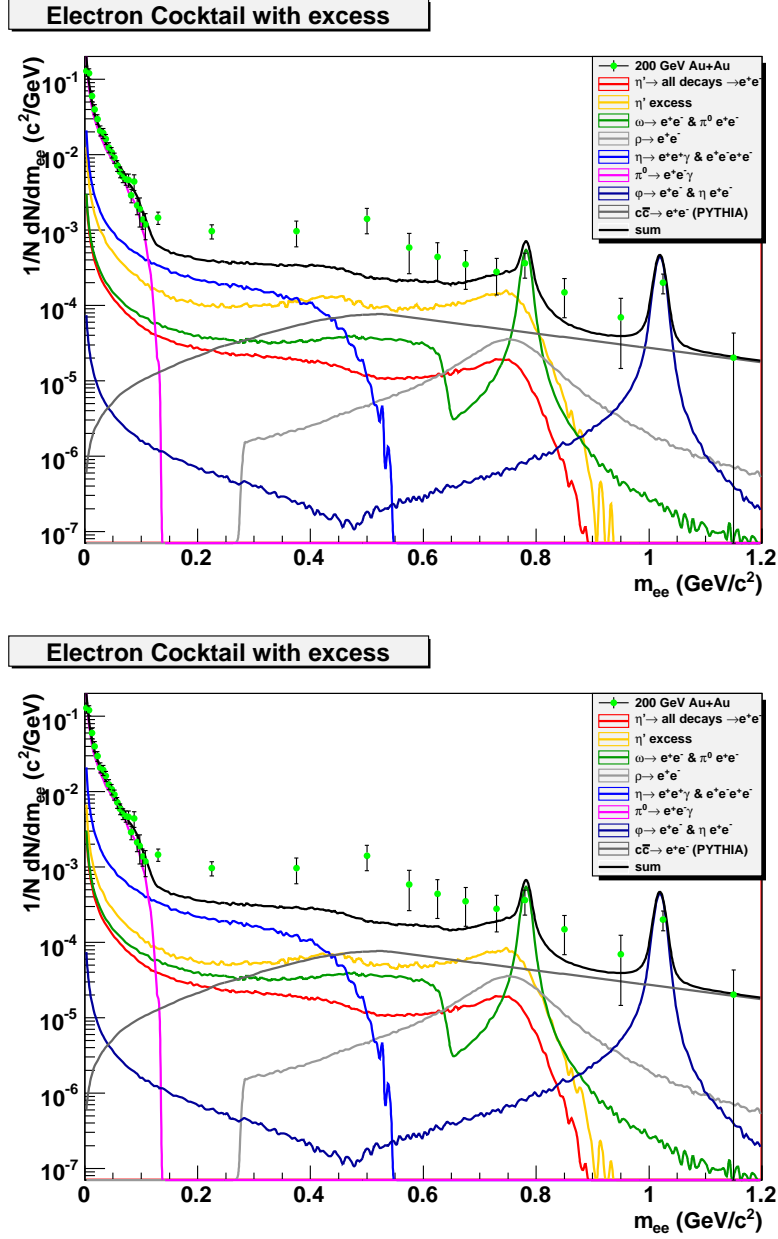 Electron Cocktail with excess
1/N dN/dmee (c²/GeV)
10⁻¹
10⁻²
10⁻³
10⁻⁴
10⁻⁵
10⁻⁶
10⁻⁷
200 GeV Au+Au
η'→ all decays →e⁺e⁻
η' excess
ω→ e⁺e⁻ & π⁰ e⁺e⁻
ρ→ e⁺e⁻
η→ e⁺e⁺γ & e⁺e⁻e⁺e⁻
π⁰→ e⁺e⁻γ
φ→ e⁺e⁻ & η e⁺e⁻
cc̅→ e⁺e⁻ (PYTHIA)
sum
0 0.2 0.4 0.6 0.8 1 1.2
mee (GeV/c²)
Electron Cocktail with excess
1/N dN/dmee (c²/GeV)
10⁻¹
10⁻²
10⁻³
10⁻⁴
10⁻⁵
10⁻⁶
10⁻⁷
200 GeV Au+Au
η'→ all decays →e⁺e⁻
η' excess
ω→ e⁺e⁻ & π⁰ e⁺e⁻
ρ→ e⁺e⁻
η→ e⁺e⁺γ & e⁺e⁻e⁺e⁻
π⁰→ e⁺e⁻γ
φ→ e⁺e⁻ & η e⁺e⁻
cc̅→ e⁺e⁻ (PYTHIA)
sum
0 0.2 0.4 0.6 0.8 1 1.2
mee (GeV/c²)